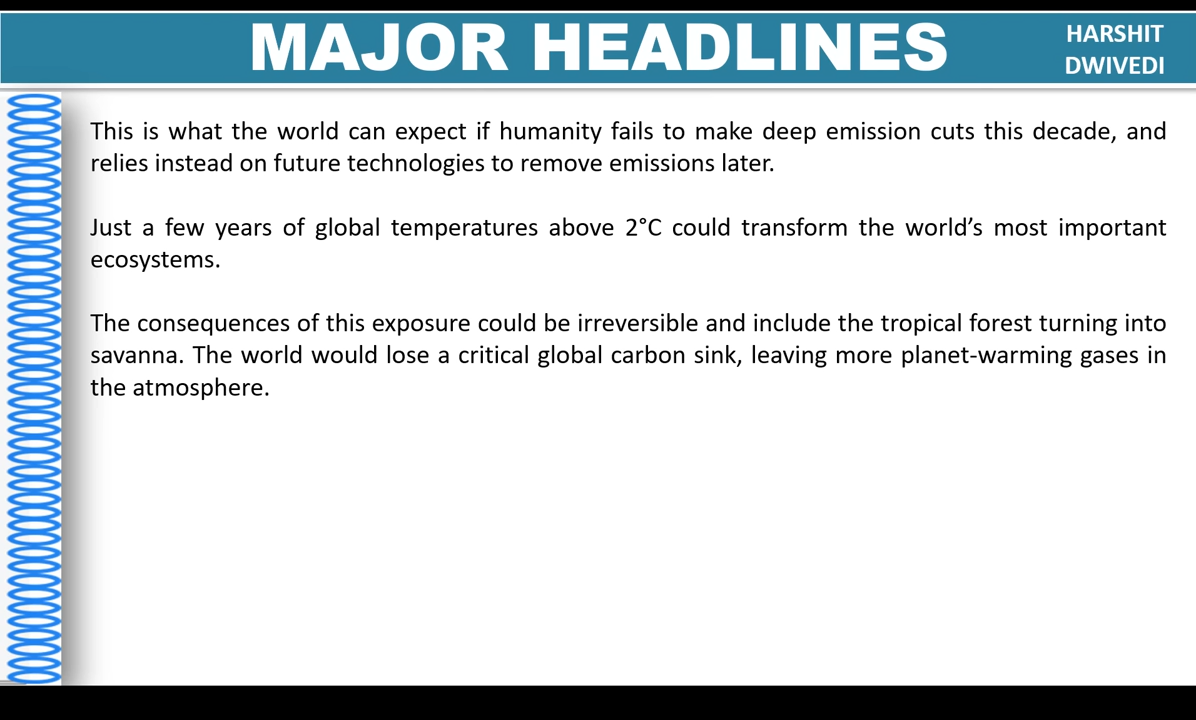 MAJOR HEADLINES
HARSHIT
DWIVEDI
This is what the world can expect if humanity fails to make deep emission cuts this decade, and
relies instead on future technologies to remove emissions later.
Just a few years of global temperatures above 2°C could transform the world’s most important
ecosystems.
The consequences of this exposure could be irreversible and include the tropical forest turning into
savanna. The world would lose a critical global carbon sink, leaving more planet-warming gases in
the atmosphere.